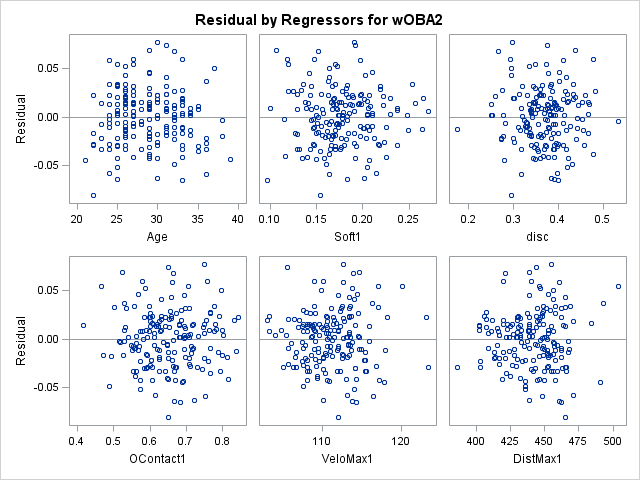 Residual by Regressors for wOBA2
Residual
0.05
0.00
-0.05
20 25 30 35 40
Age
0.10 0.15 0.20 0.25
Soft1
0.2 0.3 0.4 0.5
disc
Residual
0.05
0.00
-0.05
0.4 0.5 0.6 0.7 0.8
OContact1
110 120
VeloMax1
400 425 450 475 500
DistMax1